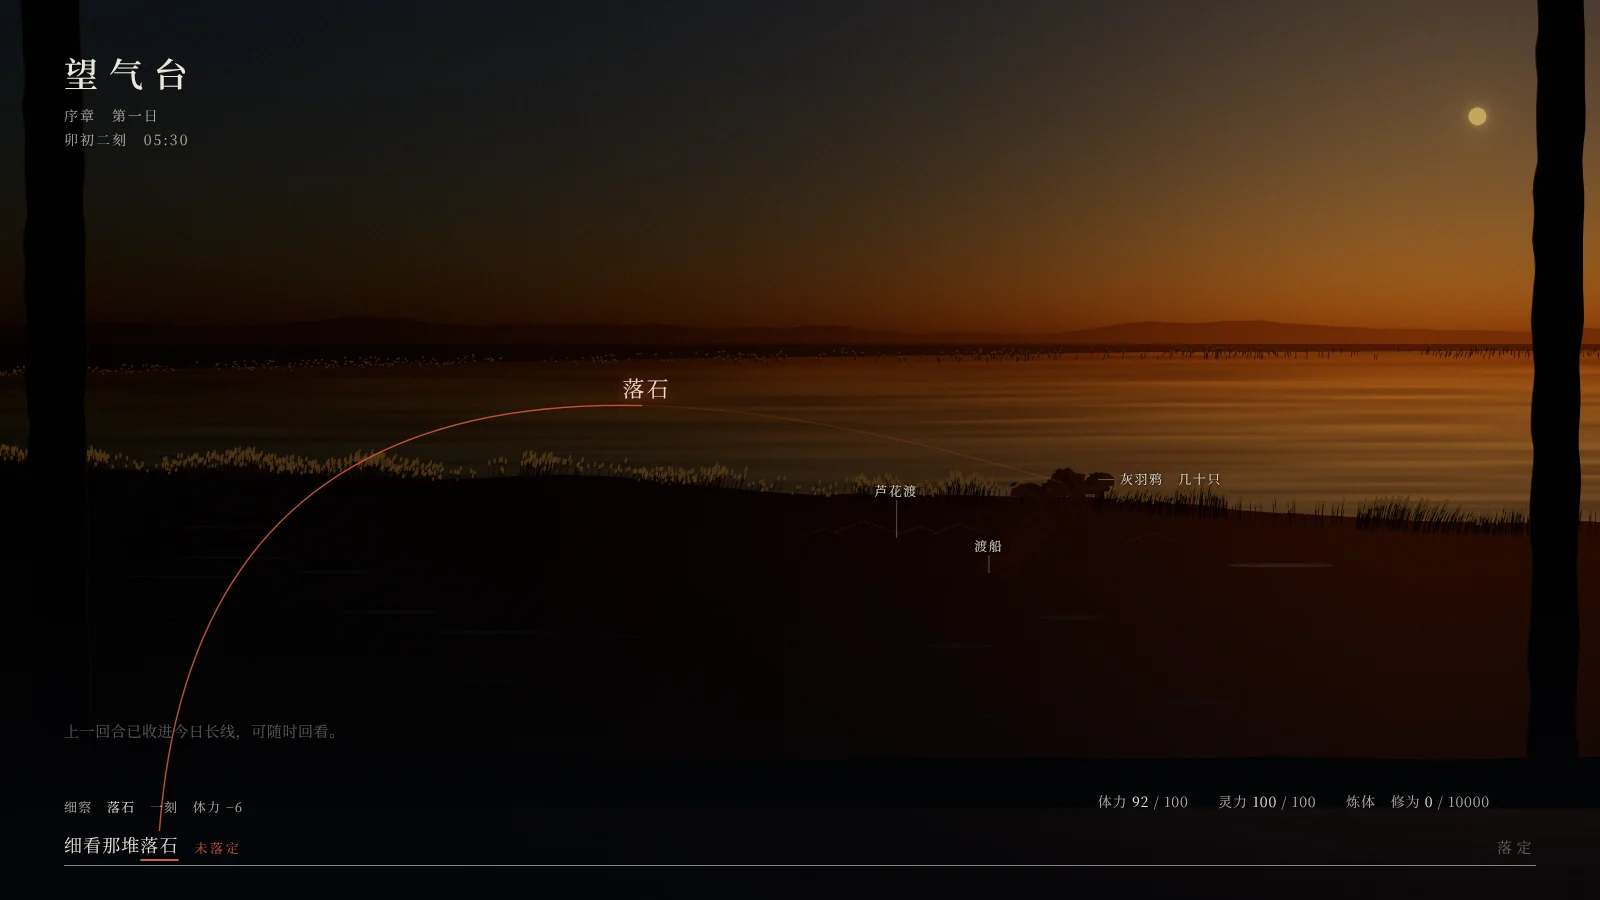 望气台
序章　第一日
卯初二刻　05:30
落石
灰羽鸦　几十只
芦花渡
渡船
上一回合已收进今日长线，可随时回看。
细察　落石　一刻　体力 −6
体力 92 / 100　灵力 100 / 100　炼体　修为 0 / 10000
细看那堆落石　未落定
落定